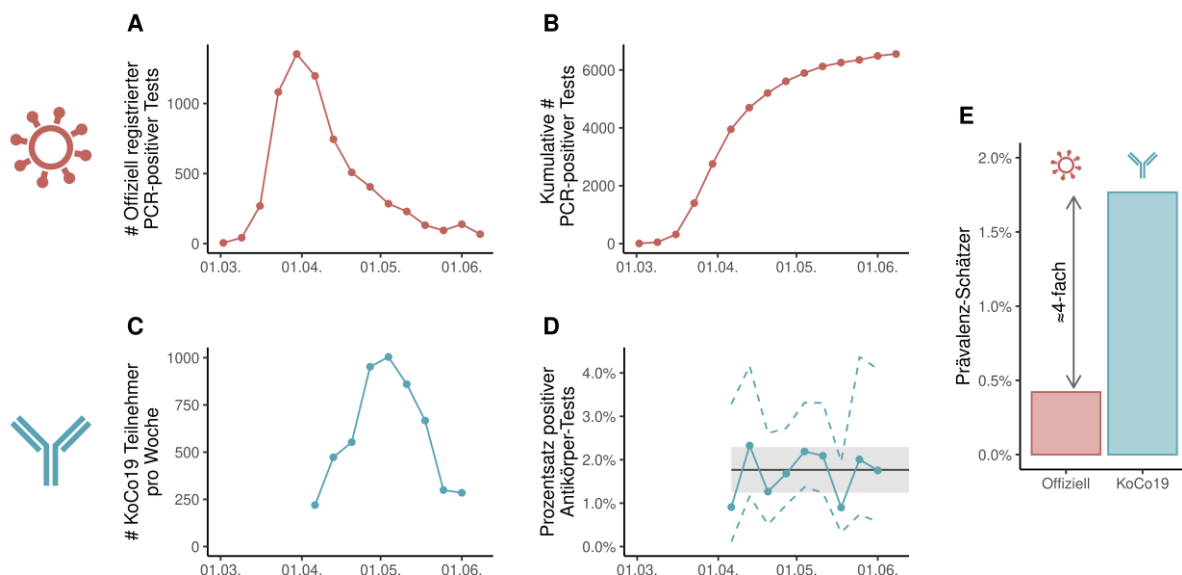 A
# Offiziell registrierter
PCR-positiver Tests
1000
500
0
01.03.
01.04.
01.05.
01.06.
B
Kumulative #
PCR-positiver Tests
6000
4000
2000
0
01.03.
01.04.
01.05.
01.06.
C
# KoCo19 Teilnehmer
pro Woche
1000
750
500
250
0
01.03.
01.04.
01.05.
01.06.
D
Prozentsatz positiver
Antikörper-Tests
4.0%
3.0%
2.0%
1.0%
0.0%
01.03.
01.04.
01.05.
01.06.
E
Prävalenz-Schätzer
2.0%
1.5%
1.0%
0.5%
0.0%
≈4-fach
Offiziell
KoCo19